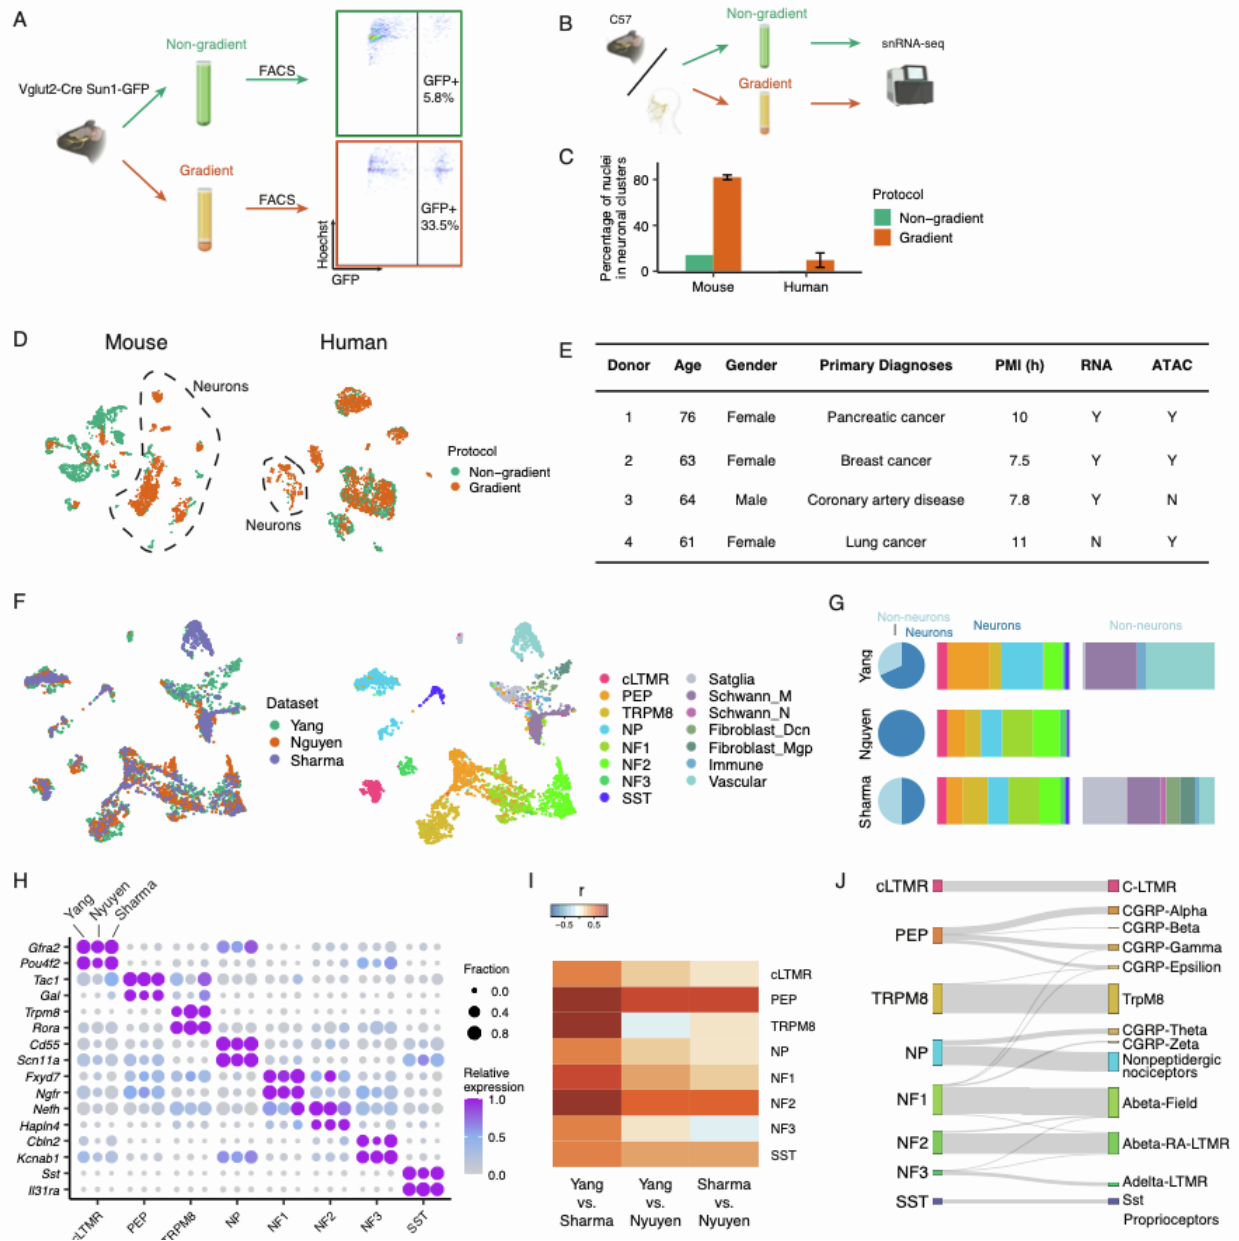 A
Non-gradient
Vglut2-Cre Sun1-GFP
FACS
GFP+
5.8%
Gradient
FACS
GFP+
33.5%
Hoechst
GFP
B
C57
Non-gradient
Gradient
snRNA-seq
C
Percentage of nuclei
in neuronal clusters
80
40
0
Mouse
Human
Protocol
Non-gradient
Gradient
D
Mouse
Human
Neurons
Neurons
Protocol
Non-gradient
Gradient
E
Donor Age Gender Primary Diagnoses PMI (h) RNA ATAC
1 76 Female Pancreatic cancer 10 Y Y
2 63 Female Breast cancer 7.5 Y Y
3 64 Male Coronary artery disease 7.8 Y N
4 61 Female Lung cancer 11 N Y
F
Dataset
Yang
Nguyen
Sharma
cLTMR
PEP
TRPM8
NP
NF1
NF2
NF3
SST
Satglia
Schwann_M
Schwann_N
Fibroblast_Dcn
Fibroblast_Mgp
Immune
Vascular
G
Non-neurons
Neurons
Neurons
Non-neurons
Yang
Nguyen
Sharma
H
Yang
Nyuyen
Sharma
Gfra2
Pou4f2
Tac1
Gal
Trpm8
Rora
Cd55
Scn11a
Fxyd7
Ngfr
Nefh
Hapln4
Cbln2
Kcnab1
Sst
Il31ra
cLTMR
PEP
TRPM8
NP
NF1
NF2
NF3
SST
Fraction
0.0
0.4
0.8
Relative
expression
1.0
0.5
0.0
I
r
-0.5 0.5
cLTMR
PEP
TRPM8
NP
NF1
NF2
NF3
SST
Yang
vs.
Sharma
Yang
vs.
Nyuyen
Sharma
vs.
Nyuyen
J
cLTMR
PEP
TRPM8
NP
NF1
NF2
NF3
SST
C-LTMR
CGRP-Alpha
CGRP-Beta
CGRP-Gamma
CGRP-Epsilon
TrpM8
CGRP-Theta
CGRP-Zeta
Nonpeptidergic
nociceptors
Abeta-Field
Abeta-RA-LTMR
Adelta-LTMR
Sst
Proprioceptors